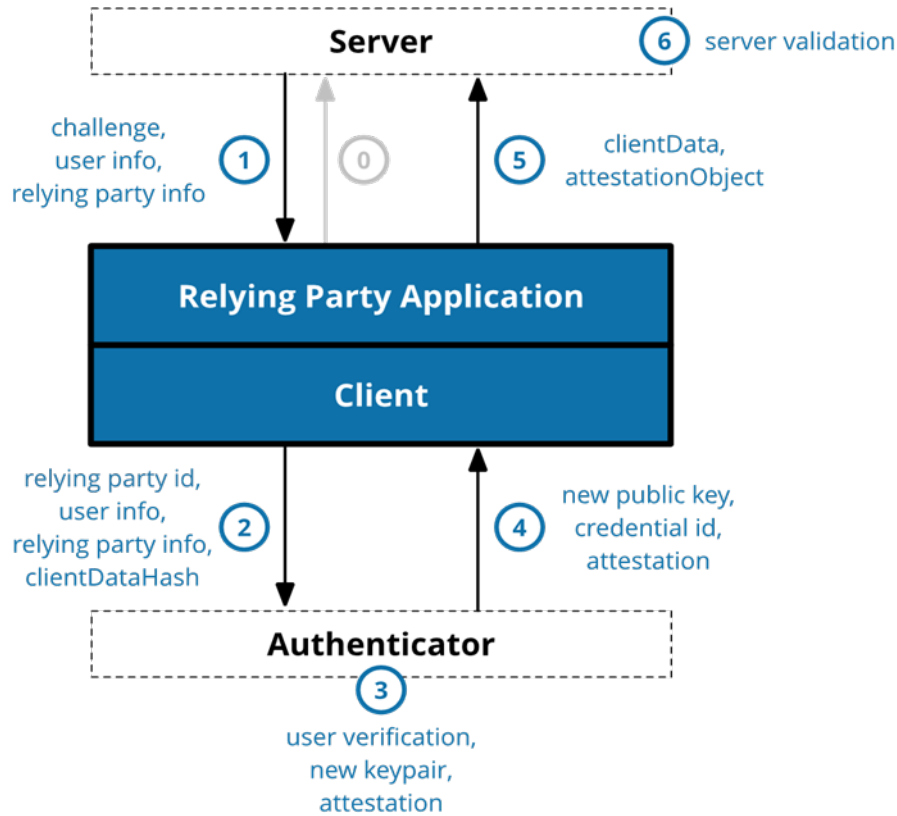 Server
6
server validation
challenge,
user info,
relying party info
1
0
5
clientData,
attestationObject
Relying Party Application
Client
relying party id,
user info,
relying party info,
clientDataHash
2
4
new public key,
credential id,
attestation
Authenticator
3
user verification,
new keypair,
attestation